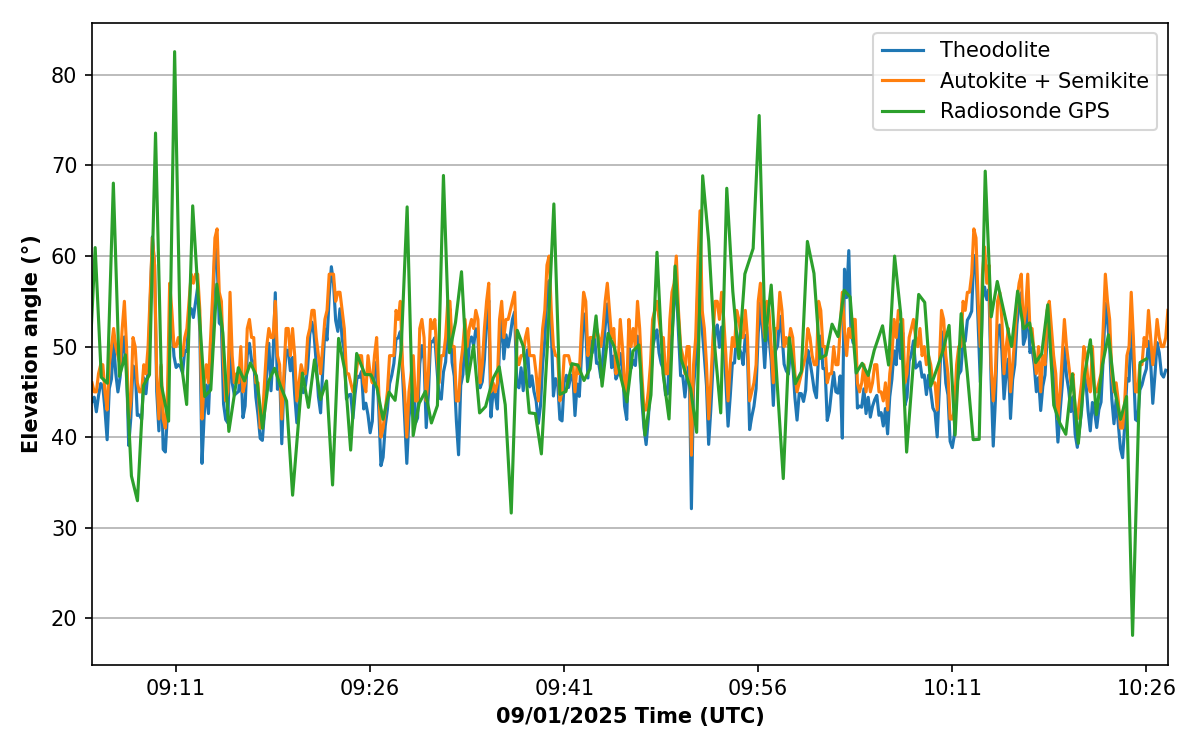 Theodolite
Autokite + Semikite
Radiosonde GPS
Elevation angle (°)
80
70
60
50
40
30
20
09:11 09:26 09:41 09:56 10:11 10:26
09/01/2025 Time (UTC)